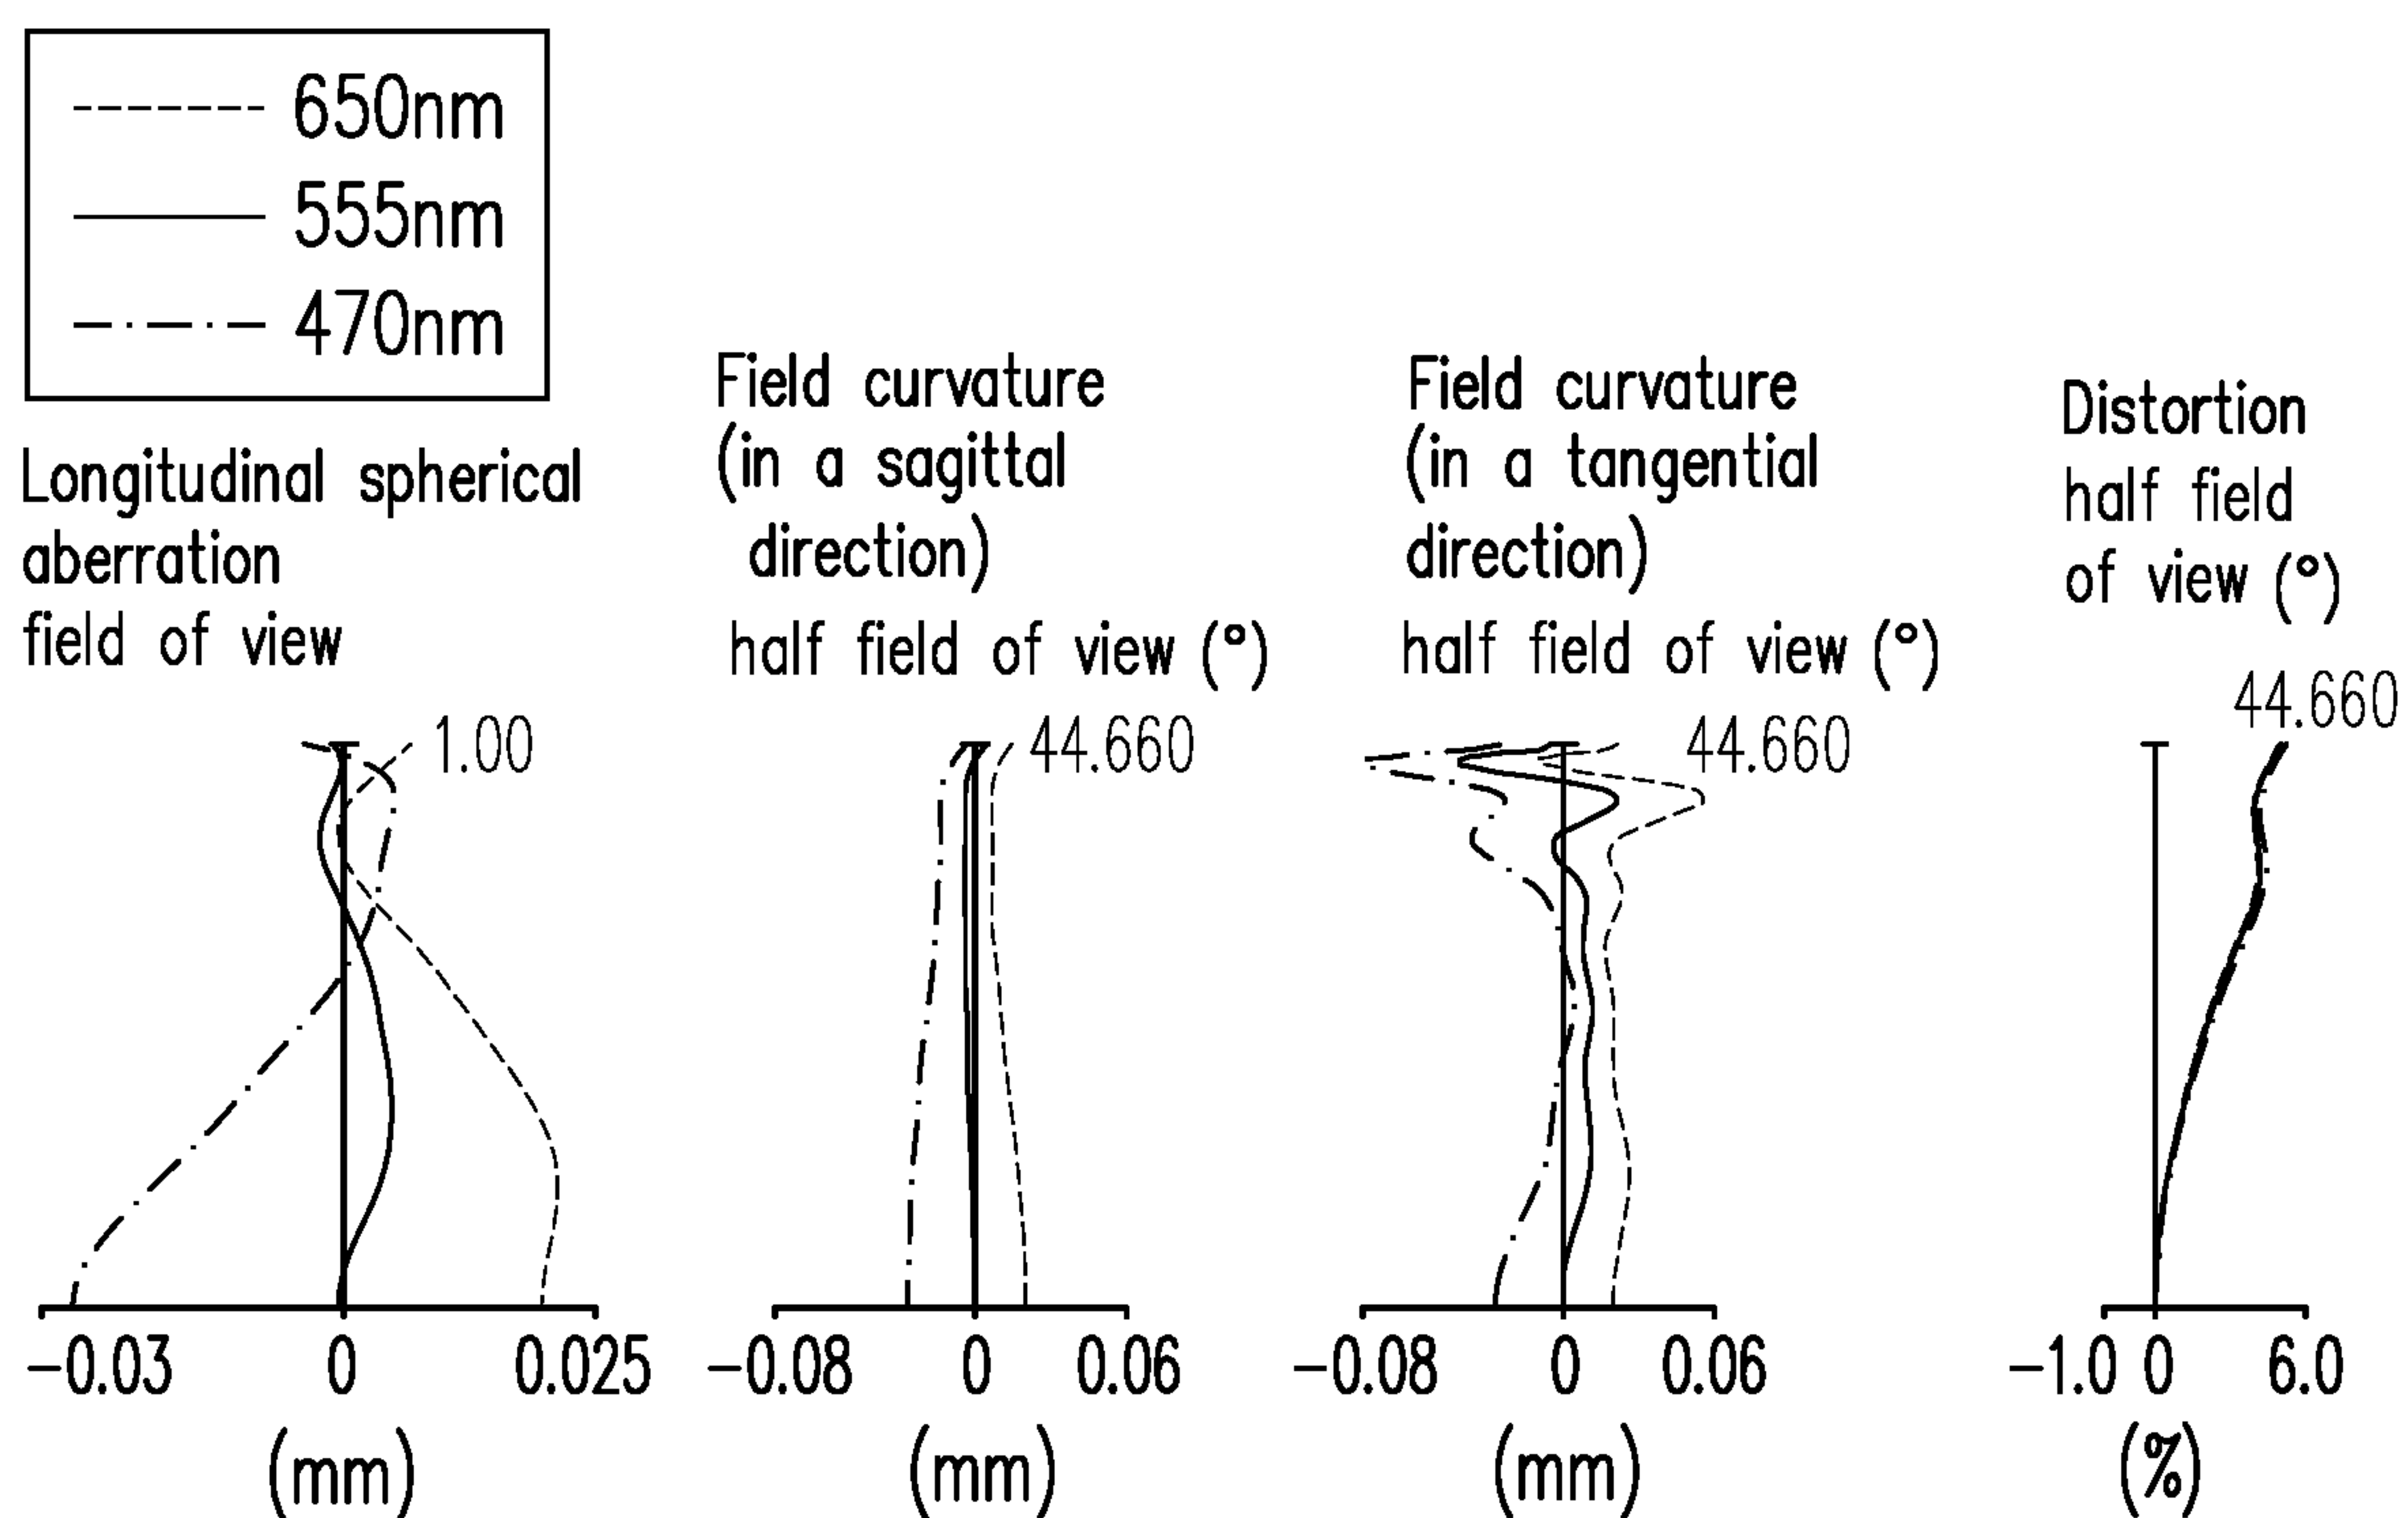 650nm
555nm
470nm
Longitudinal spherical
aberration
field of view
1.00
-0.03 0 0.025
(mm)
Field curvature
(in a sagittal
direction)
half field of view (°)
44.660
-0.08 0 0.06
(mm)
Field curvature
(in a tangential
direction)
half field of view (°)
44.660
-0.08 0 0.06
(mm)
Distortion
half field
of view (°)
44.660
-1.0 0 6.0
(%)